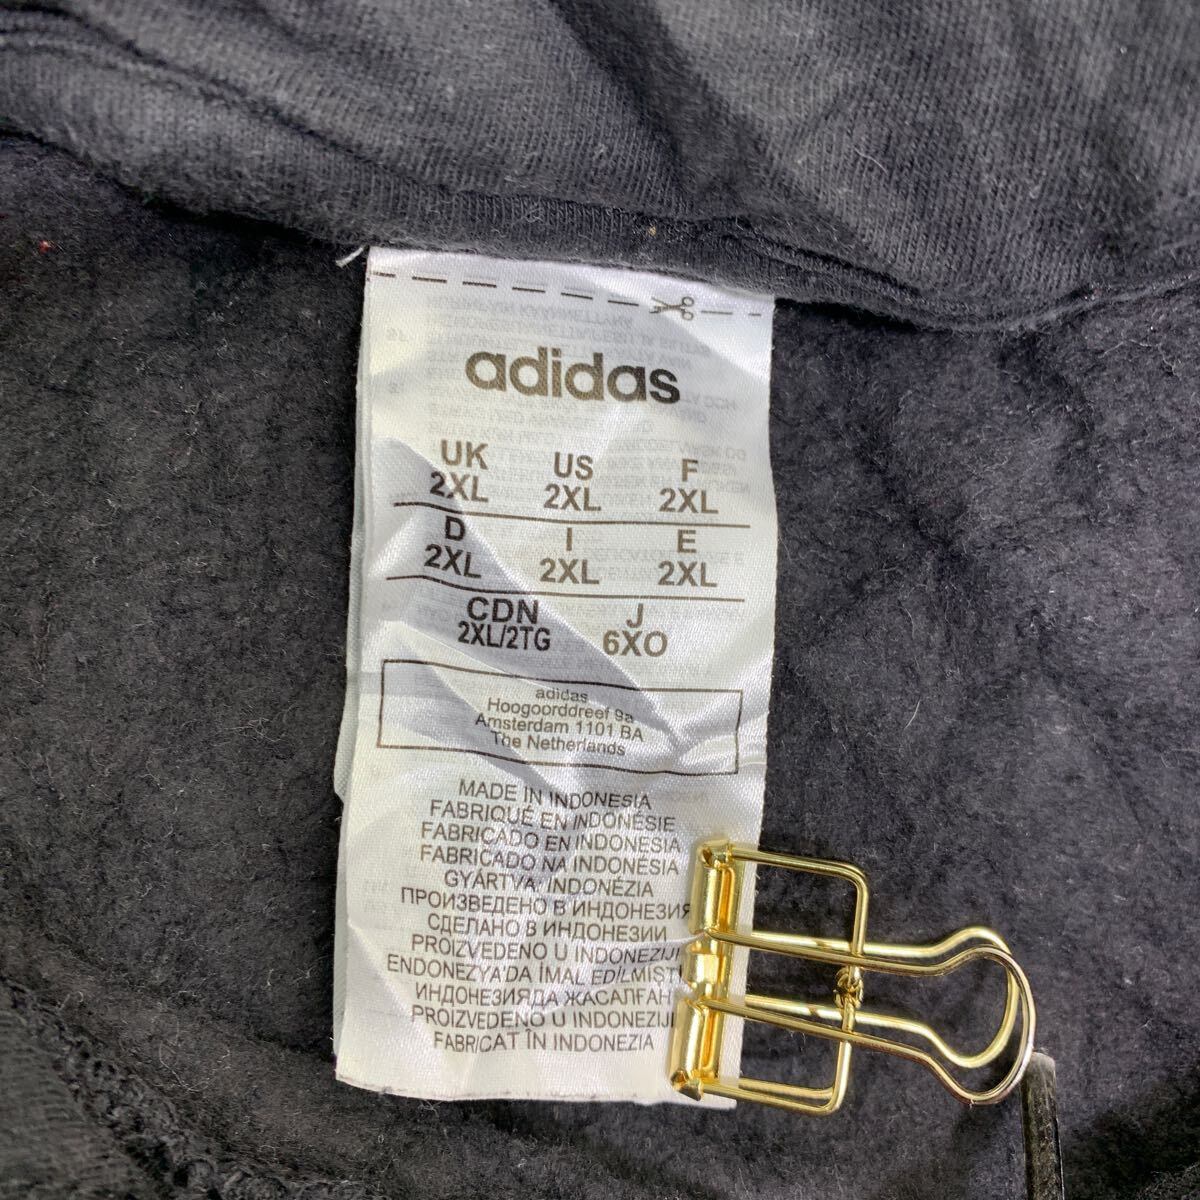 adidas
UK US F
2XL 2XL 2XL
D I E
2XL 2XL 2XL
CDN J
2XL/2TG 6XO
adidas
Hoogoorddreef 9a
Amsterdam 1101 BA
The Netherlands
MADE IN INDONESIA
FABRIQUÉ EN INDONÉSIE
FABRICADO EN INDONESIA
FABRICADO NA INDONÉSIA
GYÁRTVA: INDONÉZIA
ПРОИЗВЕДЕНО В ИНДОНЕЗИЯ
СДЕЛАНО В ИНДОНЕЗИИ
PROIZVEDENO U INDONEZIJI
ENDONEZYA'DA İMAL EDİLMİŞTİ
ИНДОНЕЗИЯДА ЖАСАЛҒАН
PROIZVEDENO U INDONEZIJI
FABRICAT ÎN INDONEZIA